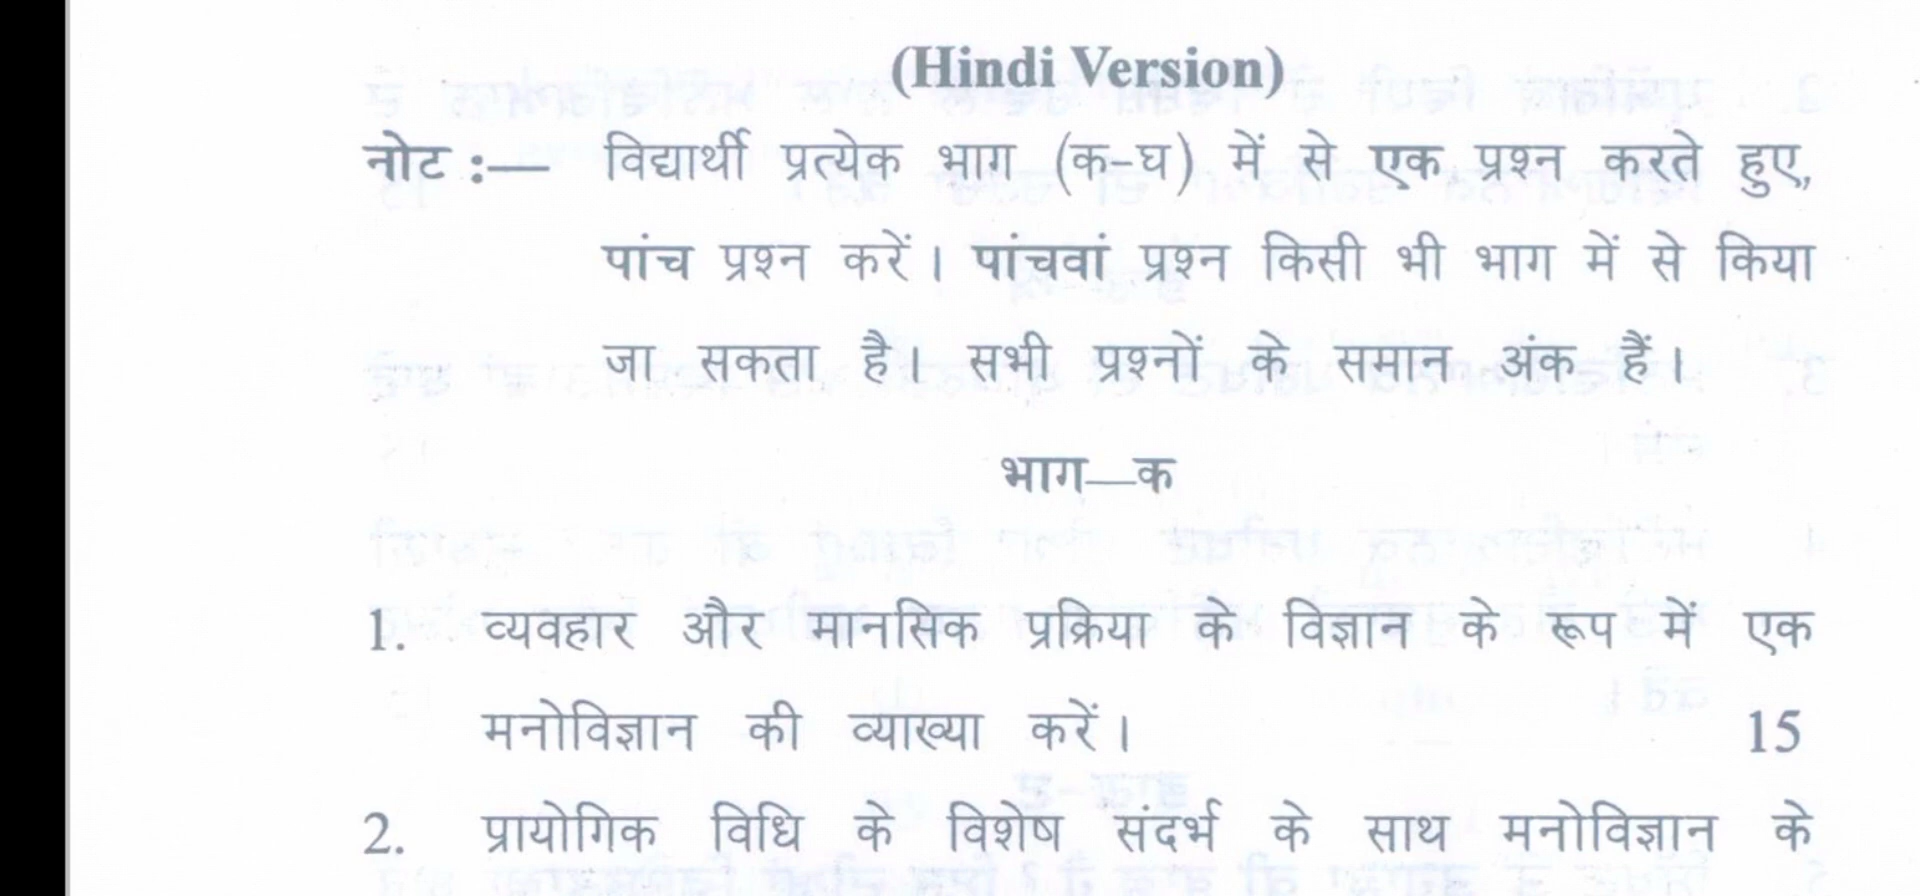 (Hindi Version)
नोट :— विद्यार्थी प्रत्येक भाग (क-घ) में से एक प्रश्न करते हुए,
पांच प्रश्न करें। पांचवां प्रश्न किसी भी भाग में से किया
जा सकता है। सभी प्रश्नों के समान अंक हैं।
भाग—क
1. व्यवहार और मानसिक प्रक्रिया के विज्ञान के रूप में एक
मनोविज्ञान की व्याख्या करें। 15
2. प्रायोगिक विधि के विशेष संदर्भ के साथ मनोविज्ञान के